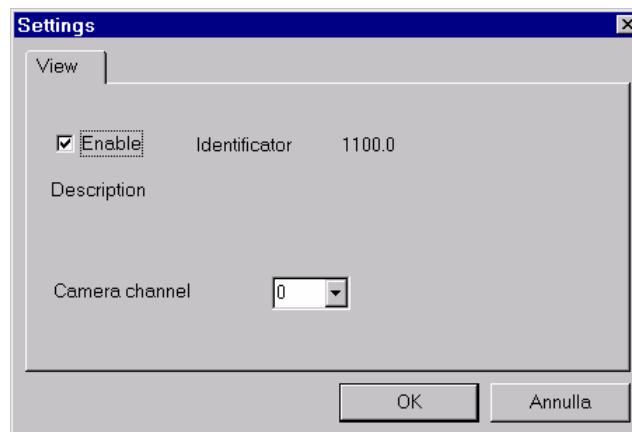 Settings
View
Enable Identificator 1100.0
Description
Camera channel 0
OK Annulla